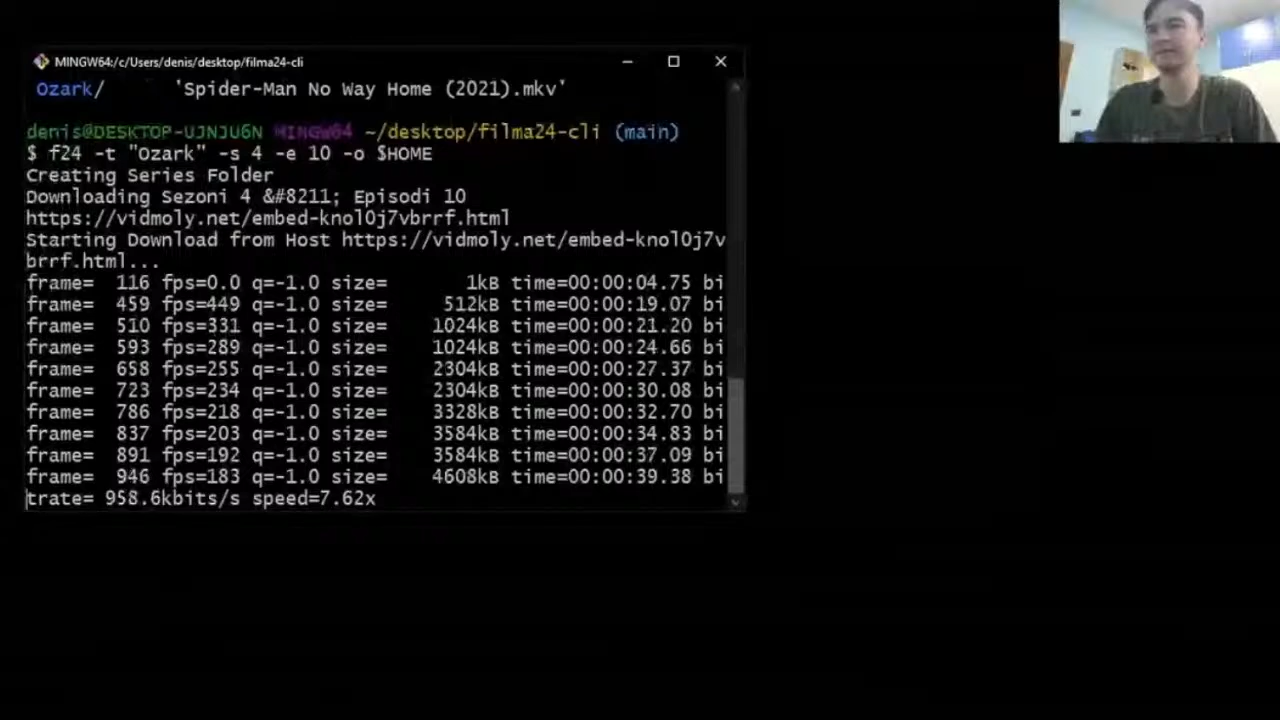 MINGW64:/c/Users/denis/desktop/filma24-cli
Ozark/ 'Spider-Man No Way Home (2021).mkv'
denis@DESKTOP-UJNJU6N MINGW64 ~/desktop/filma24-cli (main)
$ f24 -t "Ozark" -s 4 -e 10 -o $HOME
Creating Series Folder
Downloading Sezoni 4 &#8211; Episodi 10
https://vidmoly.net/embed-knol0j7vbrrf.html
Starting Download from Host https://vidmoly.net/embed-knol0j7v
brrf.html...
frame= 116 fps=0.0 q=-1.0 size= 1kB time=00:00:04.75 bi
frame= 459 fps=449 q=-1.0 size= 512kB time=00:00:19.07 bi
frame= 510 fps=331 q=-1.0 size= 1024kB time=00:00:21.20 bi
frame= 593 fps=289 q=-1.0 size= 1024kB time=00:00:24.66 bi
frame= 658 fps=255 q=-1.0 size= 2304kB time=00:00:27.37 bi
frame= 723 fps=234 q=-1.0 size= 2304kB time=00:00:30.08 bi
frame= 786 fps=218 q=-1.0 size= 3328kB time=00:00:32.70 bi
frame= 837 fps=203 q=-1.0 size= 3584kB time=00:00:34.83 bi
frame= 891 fps=192 q=-1.0 size= 3584kB time=00:00:37.09 bi
frame= 946 fps=183 q=-1.0 size= 4608kB time=00:00:39.38 bi
trate= 958.6kbits/s speed=7.62x